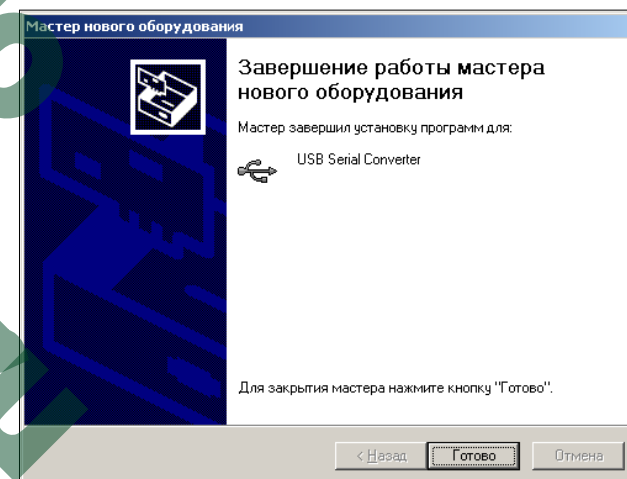 Мастер нового оборудования
Завершение работы мастера
нового оборудования
Мастер завершил установку программ для:
USB Serial Converter
Для закрытия мастера нажмите кнопку "Готово".
< Назад
Готово
Отмена